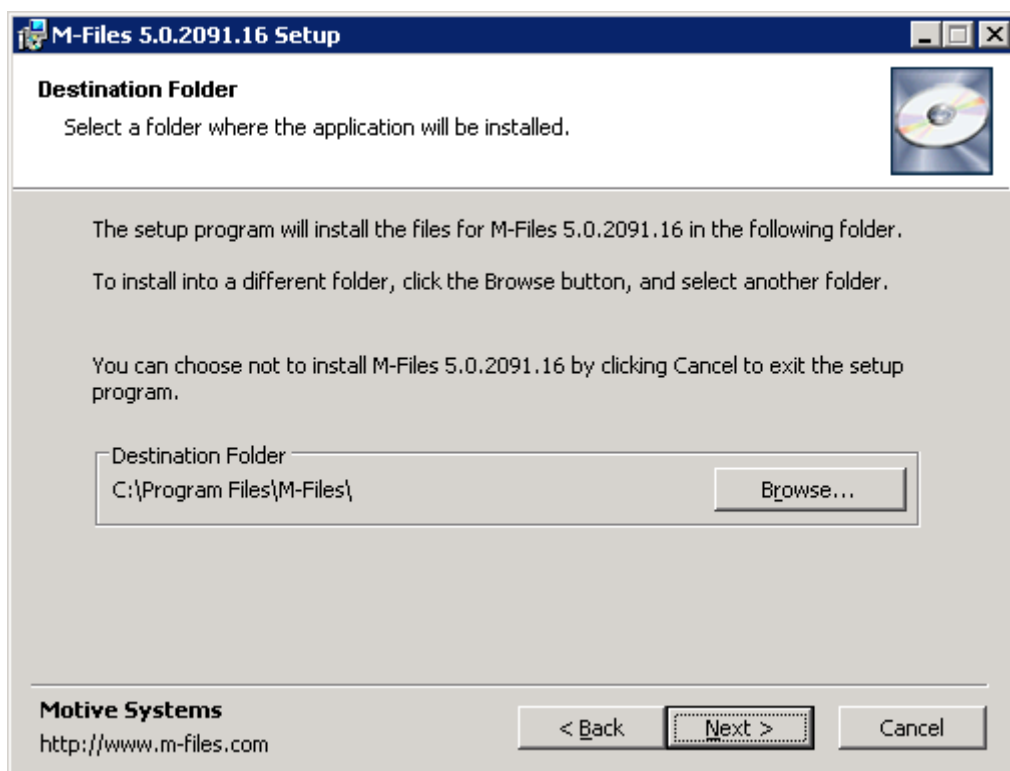 M-Files 5.0.2091.16 Setup
Destination Folder
Select a folder where the application will be installed.
The setup program will install the files for M-Files 5.0.2091.16 in the following folder.
To install into a different folder, click the Browse button, and select another folder.
You can choose not to install M-Files 5.0.2091.16 by clicking Cancel to exit the setup
program.
Destination Folder
C:\Program Files\M-Files\
Browse...
Motive Systems
http://www.m-files.com
< Back
Next >
Cancel